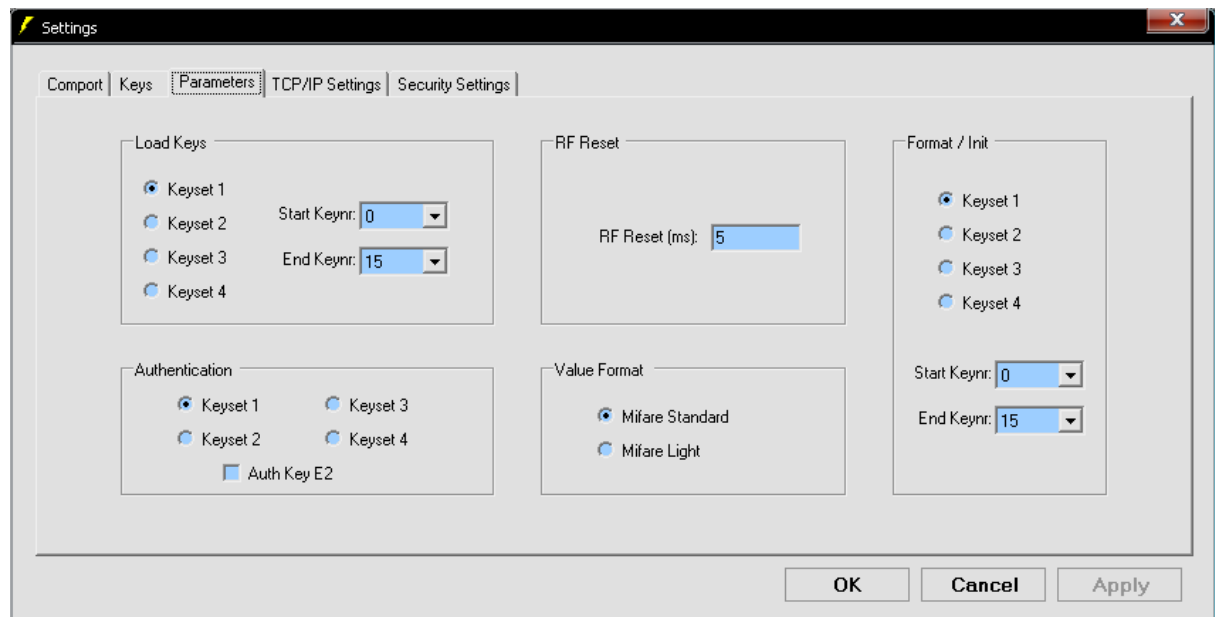 Settings
Comport Keys Parameters TCP/IP Settings Security Settings
Load Keys
Keyset 1
Keyset 2
Keyset 3
Keyset 4
Start Keynr: 0
End Keynr: 15
RF Reset
RF Reset (ms): 5
Format / Init
Keyset 1
Keyset 2
Keyset 3
Keyset 4
Start Keynr: 0
End Keynr: 15
Authentication
Keyset 1 Keyset 3
Keyset 2 Keyset 4
Auth Key E2
Value Format
Mifare Standard
Mifare Light
OK Cancel Apply